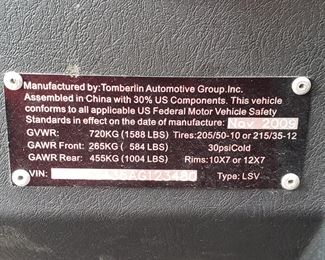 Manufactured by:Tomberlin Automotive Group.Inc.
Assembled in China with 30% US Components. This vehicle
conforms to all applicable US Federal Motor Vehicle Safety
Standards in effect on the date of manufacture: Nov 2009
GVWR: 720KG (1588 LBS) Tires:205/50-10 or 215/35-12
GAWR Front: 265KG ( 584 LBS) 30psiCold
GAWR Rear: 455KG (1004 LBS) Rims:10X7 or 12X7
VIN: Type: LSV